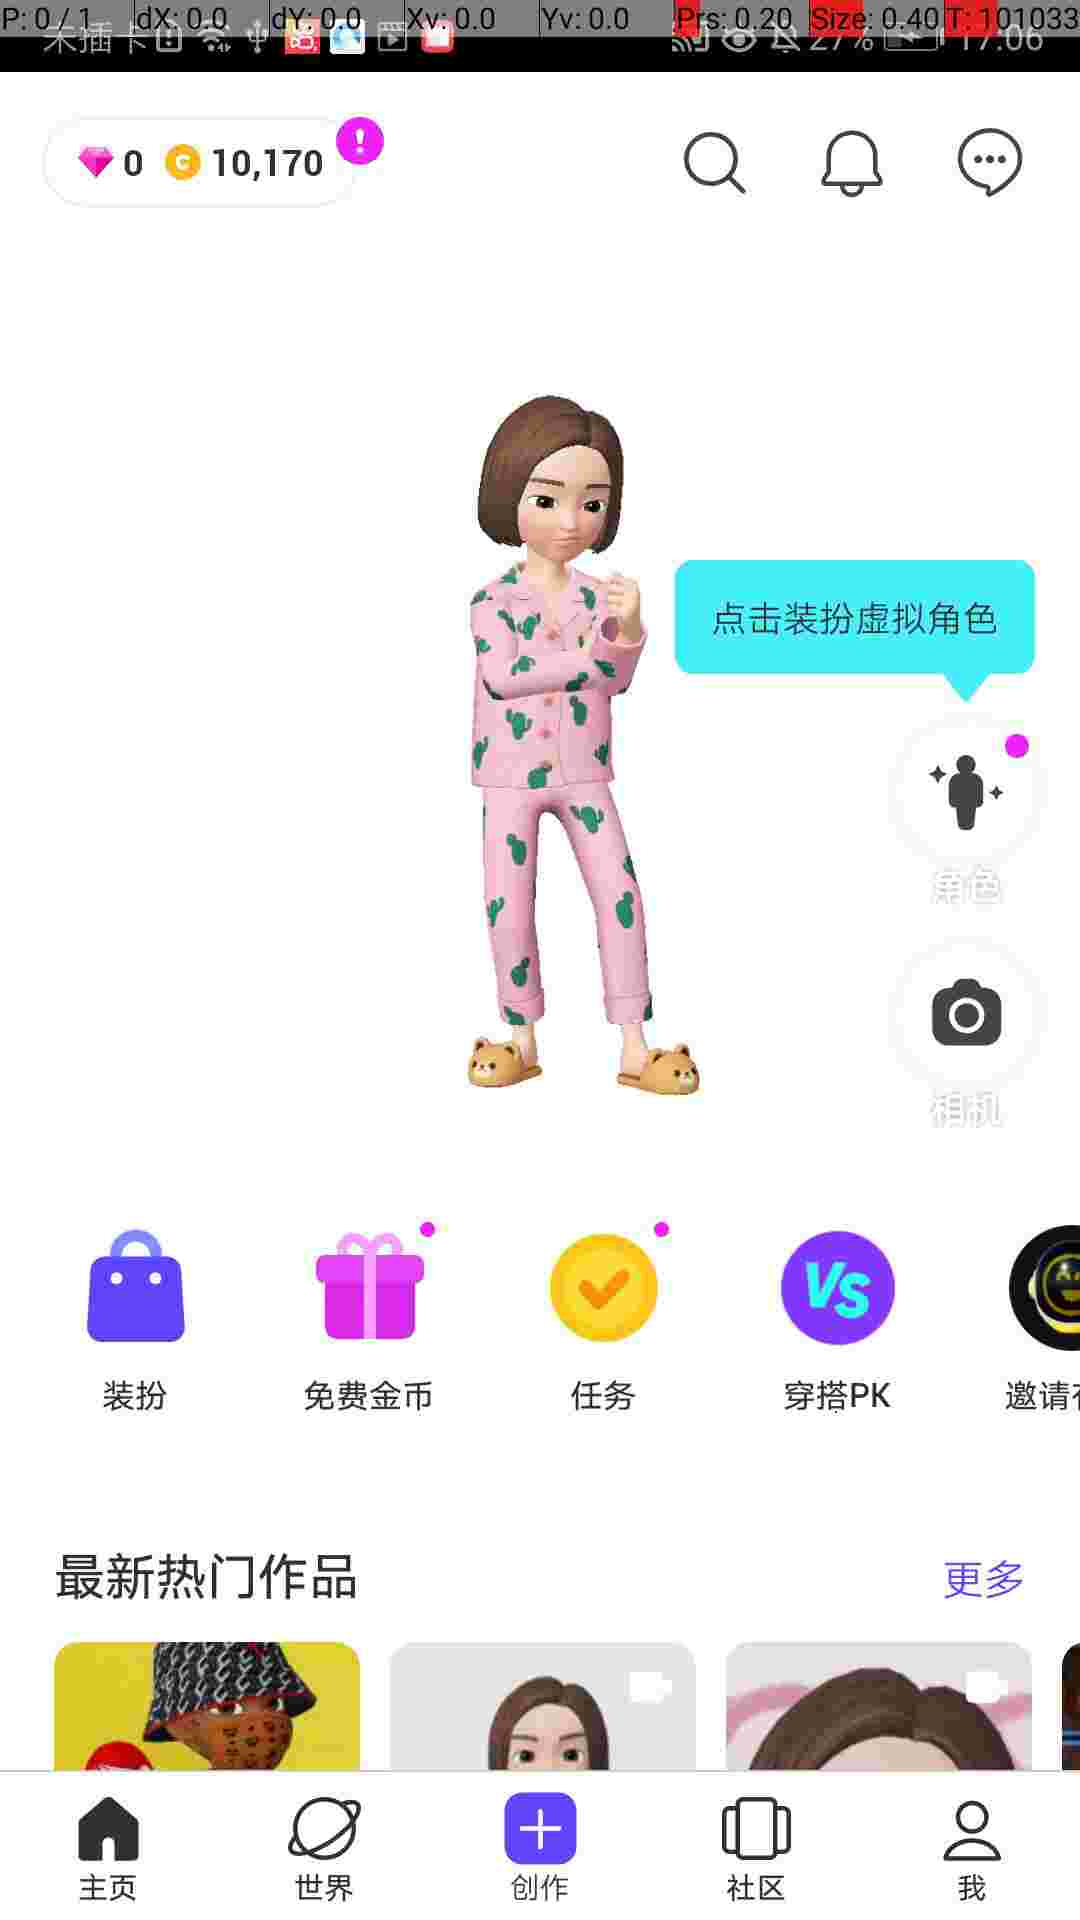 P: 0 / 1 dX: 0.0 dY: 0.0 Xv: 0.0 Yv: 0.0 Prs: 0.20 Size: 0.40 T: 101033
未插卡 27% 17:06
0 C 10,170 !
点击装扮虚拟角色
角色
相机
VS
装扮 免费金币 任务 穿搭PK 邀请
最新热门作品 更多
主页 世界 创作 社区 我